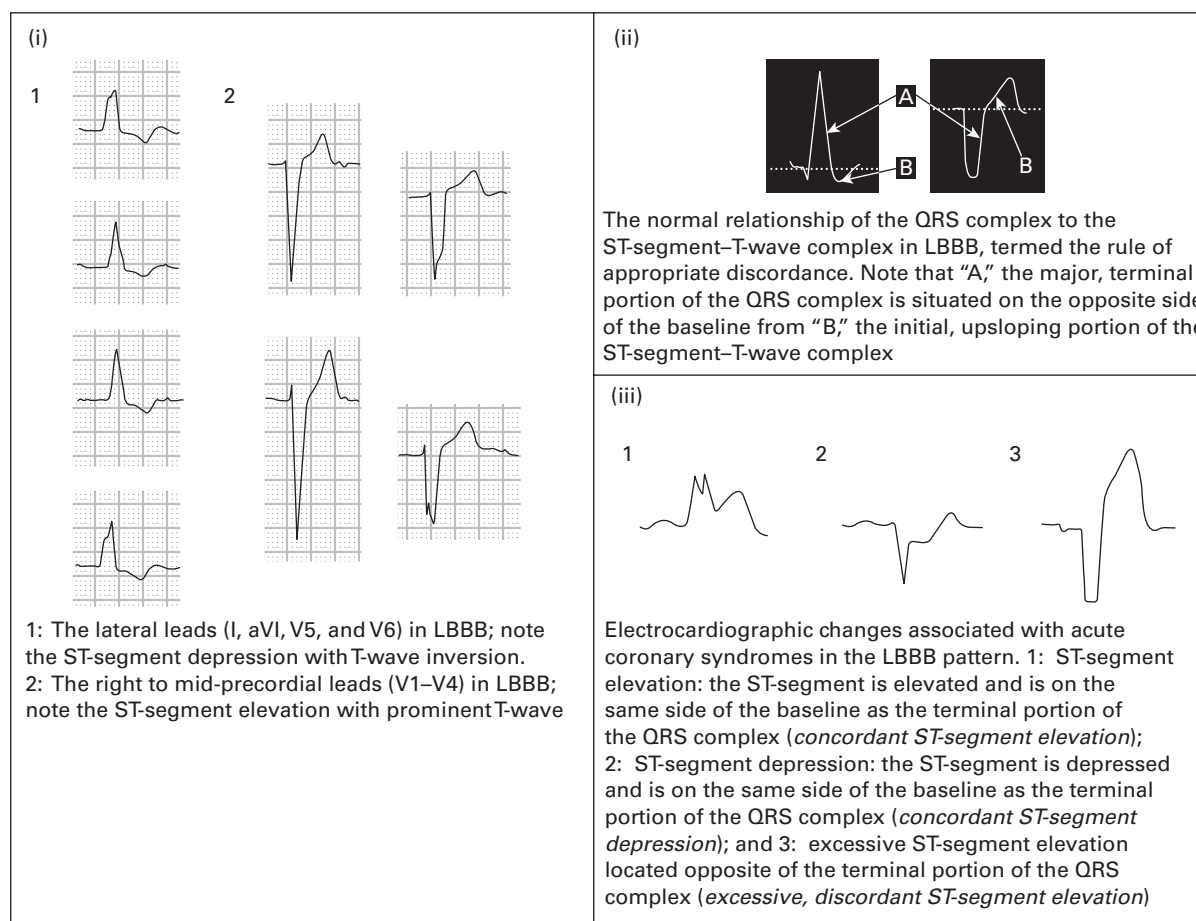 (i)
1
2
1: The lateral leads (I, aVI, V5, and V6) in LBBB; note
the ST-segment depression with T-wave inversion.
2: The right to mid-precordial leads (V1–V4) in LBBB;
note the ST-segment elevation with prominent T-wave
(ii)
A
B
B
The normal relationship of the QRS complex to the
ST-segment–T-wave complex in LBBB, termed the rule of
appropriate discordance. Note that “A,” the major, terminal
portion of the QRS complex is situated on the opposite side
of the baseline from “B,” the initial, upsloping portion of the
ST-segment–T-wave complex
(iii)
1
2
3
Electrocardiographic changes associated with acute
coronary syndromes in the LBBB pattern. 1: ST-segment
elevation: the ST-segment is elevated and is on the
same side of the baseline as the terminal portion of
the QRS complex (concordant ST-segment elevation);
2: ST-segment depression: the ST-segment is depressed
and is on the same side of the baseline as the terminal
portion of the QRS complex (concordant ST-segment
depression); and 3: excessive ST-segment elevation
located opposite of the terminal portion of the QRS
complex (excessive, discordant ST-segment elevation)